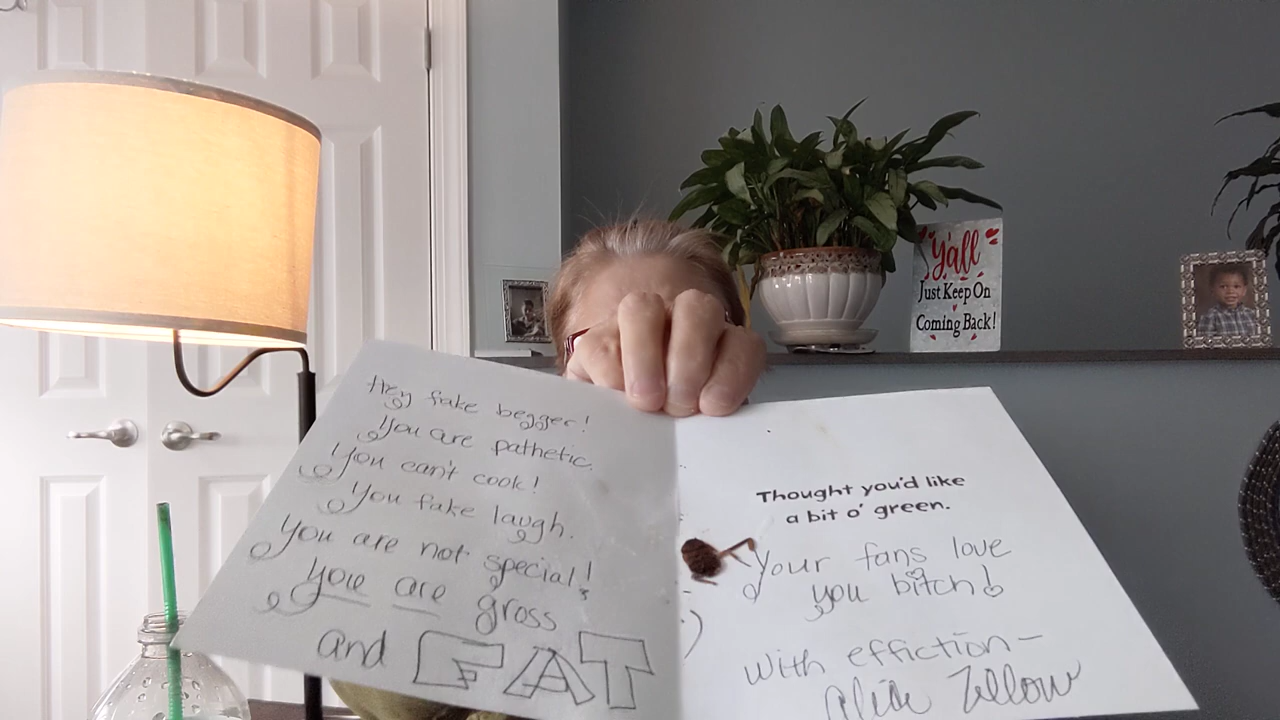 Hey fake begger!
You are pathetic.
You can't cook!
You fake laugh.
You are not special!
you are gross
and FAT
Thought you'd like
a bit o' green.
Your fans love
you bitch!
:)
With effiction-
Y'all
Just Keep On
Coming Back!